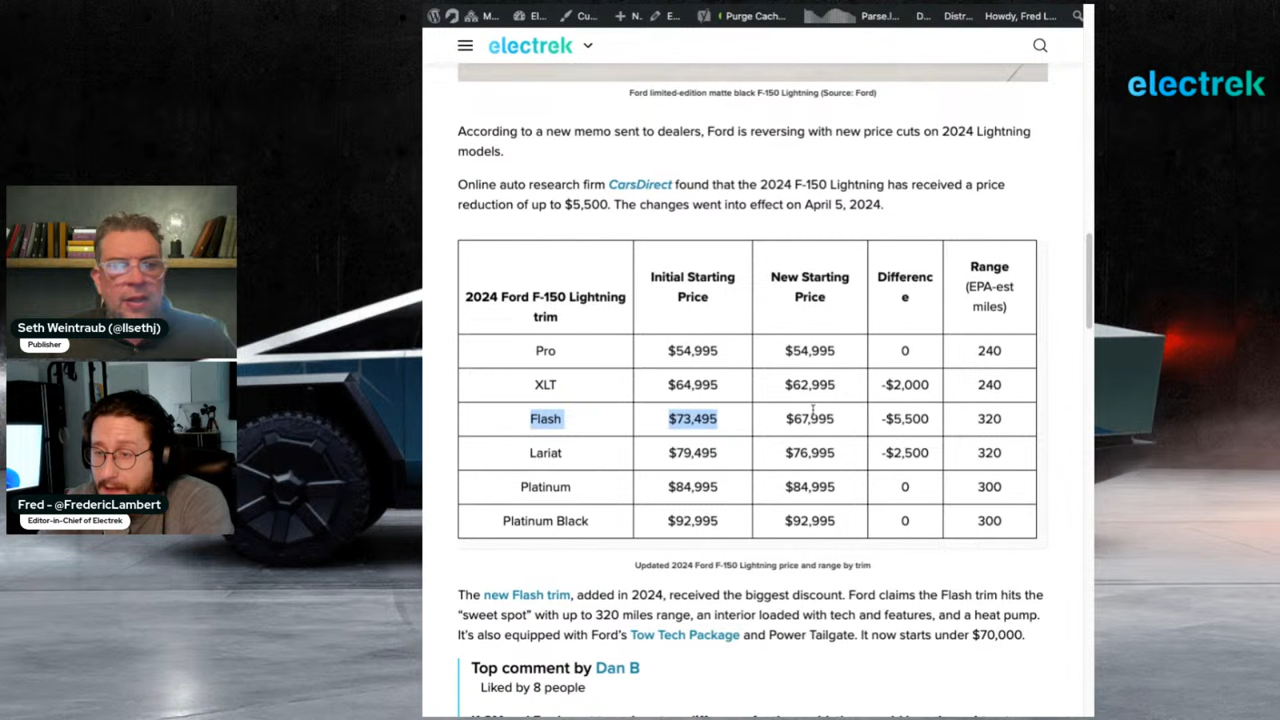 M...
El...
Cu...
N.
E...
Purge Cach...
Parse.l...
D...
Distr...
Howdy, Fred L...
electrek
electrek
Ford limited-edition matte black F-150 Lightning (Source: Ford)
According to a new memo sent to dealers, Ford is reversing with new price cuts on 2024 Lightning
models.
Online auto research firm CarsDirect found that the 2024 F-150 Lightning has received a price
reduction of up to $5,500. The changes went into effect on April 5, 2024.
2024 Ford F-150 Lightning
trim
Initial Starting
Price
New Starting
Price
Differenc
e
Range
(EPA-est
miles)
Pro $54,995 $54,995 0 240
XLT $64,995 $62,995 -$2,000 240
Flash $73,495 $67,995 -$5,500 320
Lariat $79,495 $76,995 -$2,500 320
Platinum $84,995 $84,995 0 300
Platinum Black $92,995 $92,995 0 300
Updated 2024 Ford F-150 Lightning price and range by trim
The new Flash trim, added in 2024, received the biggest discount. Ford claims the Flash trim hits the
“sweet spot” with up to 320 miles range, an interior loaded with tech and features, and a heat pump.
It’s also equipped with Ford’s Tow Tech Package and Power Tailgate. It now starts under $70,000.
Top comment by Dan B
Liked by 8 people
Seth Weintraub (@llsethj)
Publisher
Fred - @FredericLambert
Editor-in-Chief of Electrek